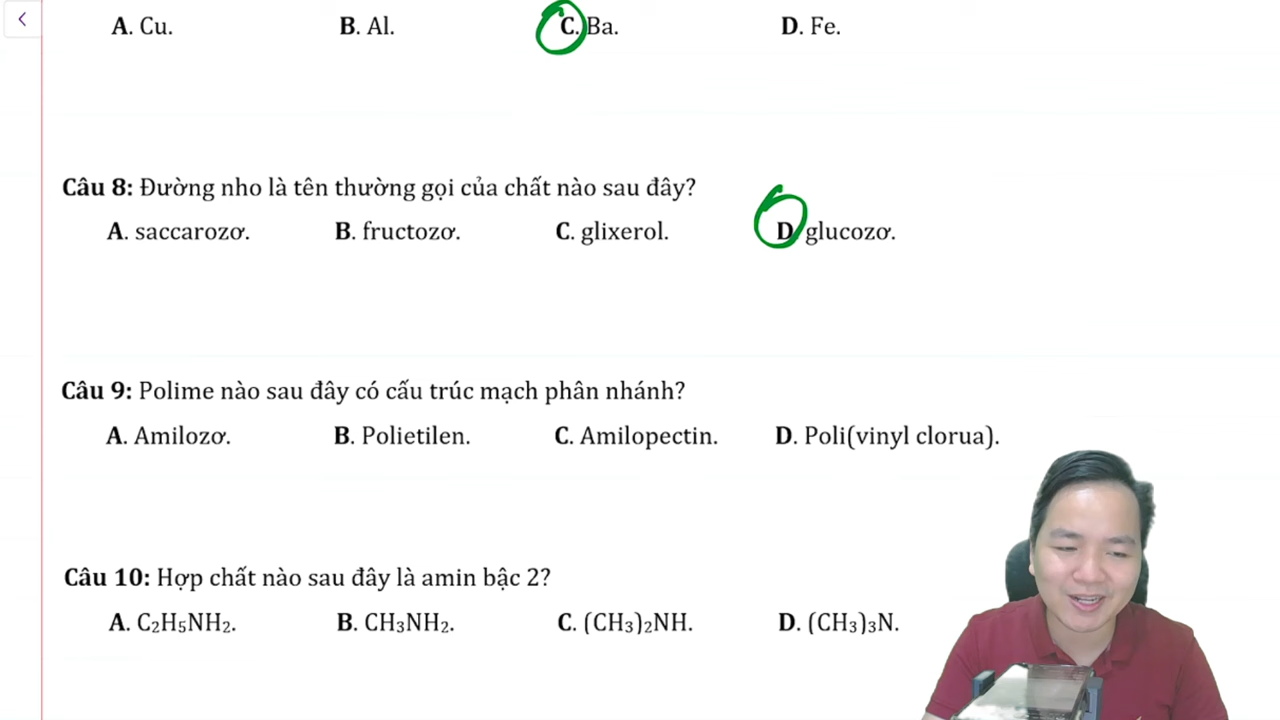 A. Cu. B. Al. C. Ba. D. Fe.
Câu 8: Đường nho là tên thường gọi của chất nào sau đây?
A. saccarozơ. B. fructozơ. C. glixerol. D glucozơ.
Câu 9: Polime nào sau đây có cấu trúc mạch phân nhánh?
A. Amilozơ. B. Polietilen. C. Amilopectin. D. Poli(vinyl clorua).
Câu 10: Hợp chất nào sau đây là amin bậc 2?
A. C₂H₅NH₂. B. CH₃NH₂. C. (CH₃)₂NH. D. (CH₃)₃N.